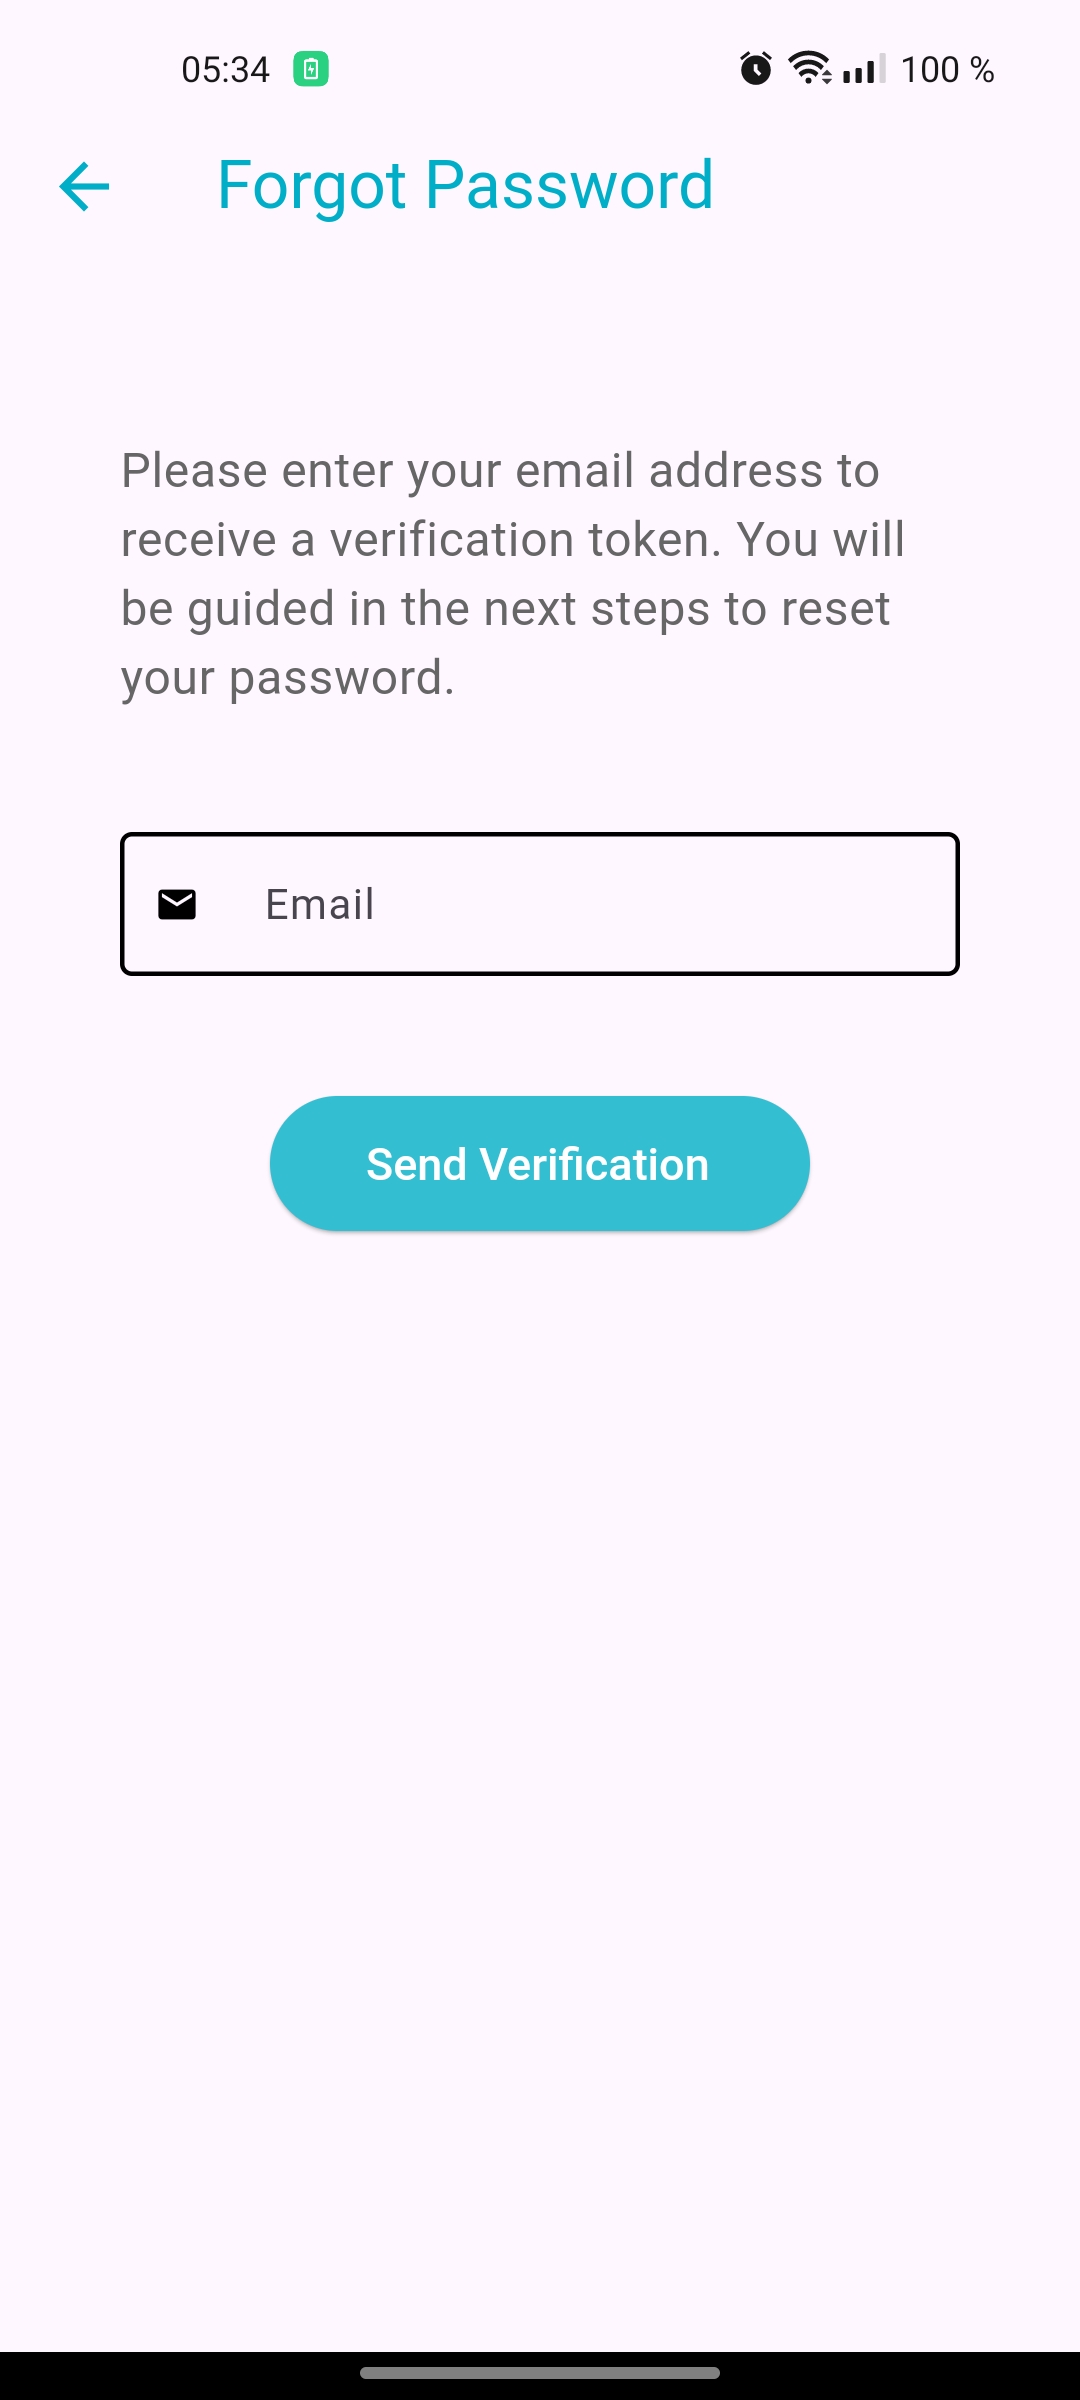 05:34
100 %
Forgot Password
Please enter your email address to
receive a verification token. You will
be guided in the next steps to reset
your password.
Email
Send Verification